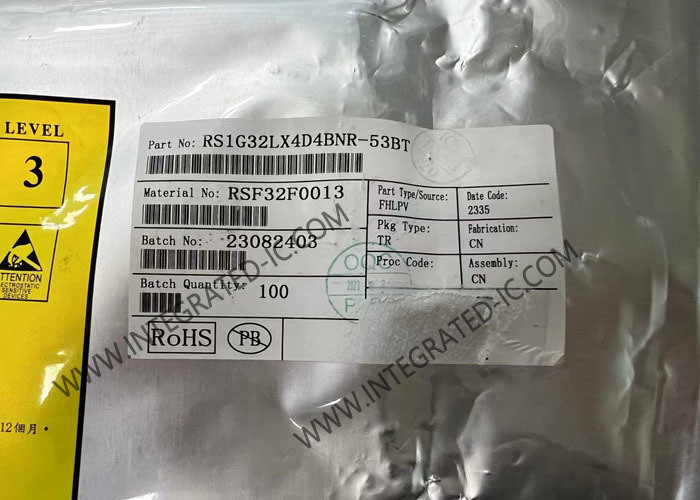 LEVEL
3
ATTENTION
ELECTROSTATIC
SENSITIVE
DEVICES
12個月。
Part No: RS1G32LX4D4BNR-53BT
Material No: RSF32F0013
Part Type/Source:
FHLPV
Date Code:
2335
Batch No: 23082403
Pkg Type:
TR
Fabrication:
CN
Batch Quantity: 100
Proc Code:
Assembly:
CN
RoHS
PB
OQC
WWW.INTEGRATED-IC.COM
WWW.INTEGRATED-IC.COM